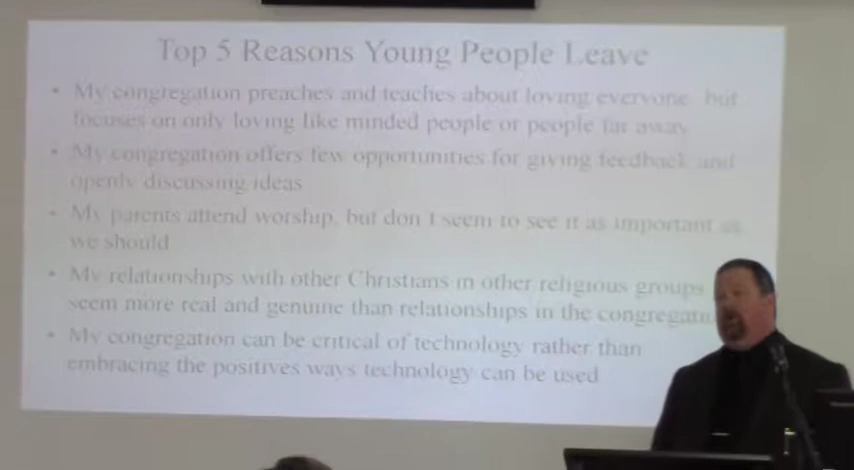 Top 5 Reasons Young People Leave
• My congregation preaches and teaches about loving everyone but
focuses on only loving like minded people or people far away
• My congregation offers few opportunities for giving feedback and
openly discussing ideas
• My parents attend worship, but don't seem to see it as important as
we should
• My relationships with other Christians in other religious groups
seem more real and genuine than relationships in the congregati
• My congregation can be critical of technology rather than
embracing the positives ways technology can be used